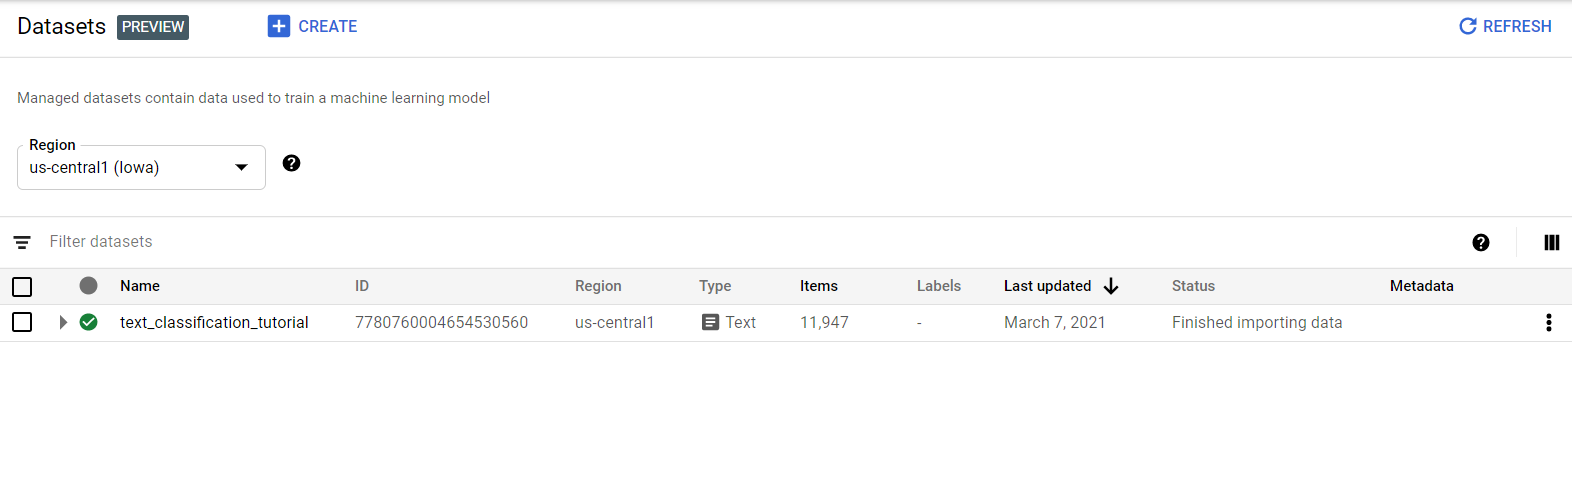 Datasets PREVIEW CREATE REFRESH
Managed datasets contain data used to train a machine learning model
Region
us-central1 (Iowa)
Filter datasets
Name ID Region Type Items Labels Last updated Status Metadata
text_classification_tutorial 7780760004654530560 us-central1 Text 11,947 - March 7, 2021 Finished importing data